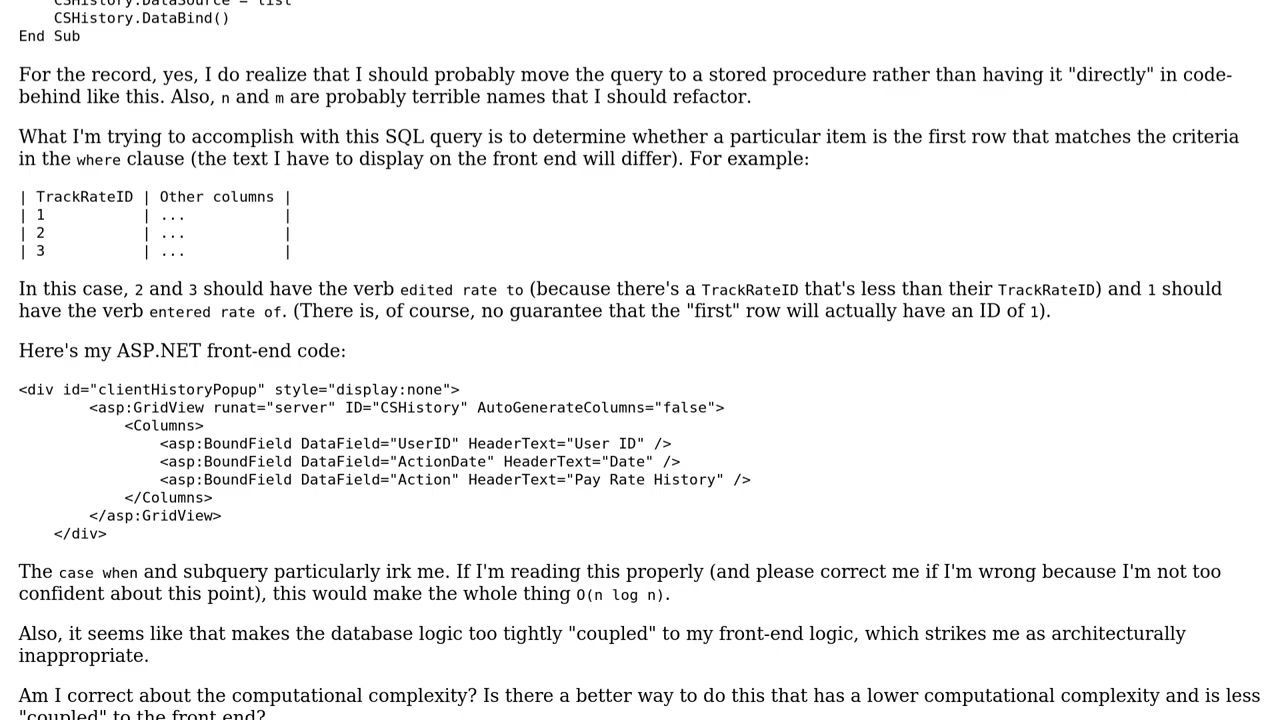 CSHistory.DataSource = list
CSHistory.DataBind()
End Sub
For the record, yes, I do realize that I should probably move the query to a stored procedure rather than having it "directly" in code-
behind like this. Also, n and m are probably terrible names that I should refactor.
What I'm trying to accomplish with this SQL query is to determine whether a particular item is the first row that matches the criteria
in the where clause (the text I have to display on the front end will differ). For example:
| TrackRateID | Other columns |
| 1 | ... |
| 2 | ... |
| 3 | ... |
In this case, 2 and 3 should have the verb edited rate to (because there's a TrackRateID that's less than their TrackRateID) and 1 should
have the verb entered rate of. (There is, of course, no guarantee that the "first" row will actually have an ID of 1).
Here's my ASP.NET front-end code:
<div id="clientHistoryPopup" style="display:none">
<asp:GridView runat="server" ID="CSHistory" AutoGenerateColumns="false">
<Columns>
<asp:BoundField DataField="UserID" HeaderText="User ID" />
<asp:BoundField DataField="ActionDate" HeaderText="Date" />
<asp:BoundField DataField="Action" HeaderText="Pay Rate History" />
</Columns>
</asp:GridView>
</div>
The case when and subquery particularly irk me. If I'm reading this properly (and please correct me if I'm wrong because I'm not too
confident about this point), this would make the whole thing O(n log n).
Also, it seems like that makes the database logic too tightly "coupled" to my front-end logic, which strikes me as architecturally
inappropriate.
Am I correct about the computational complexity? Is there a better way to do this that has a lower computational complexity and is less
"coupled" to the front end?